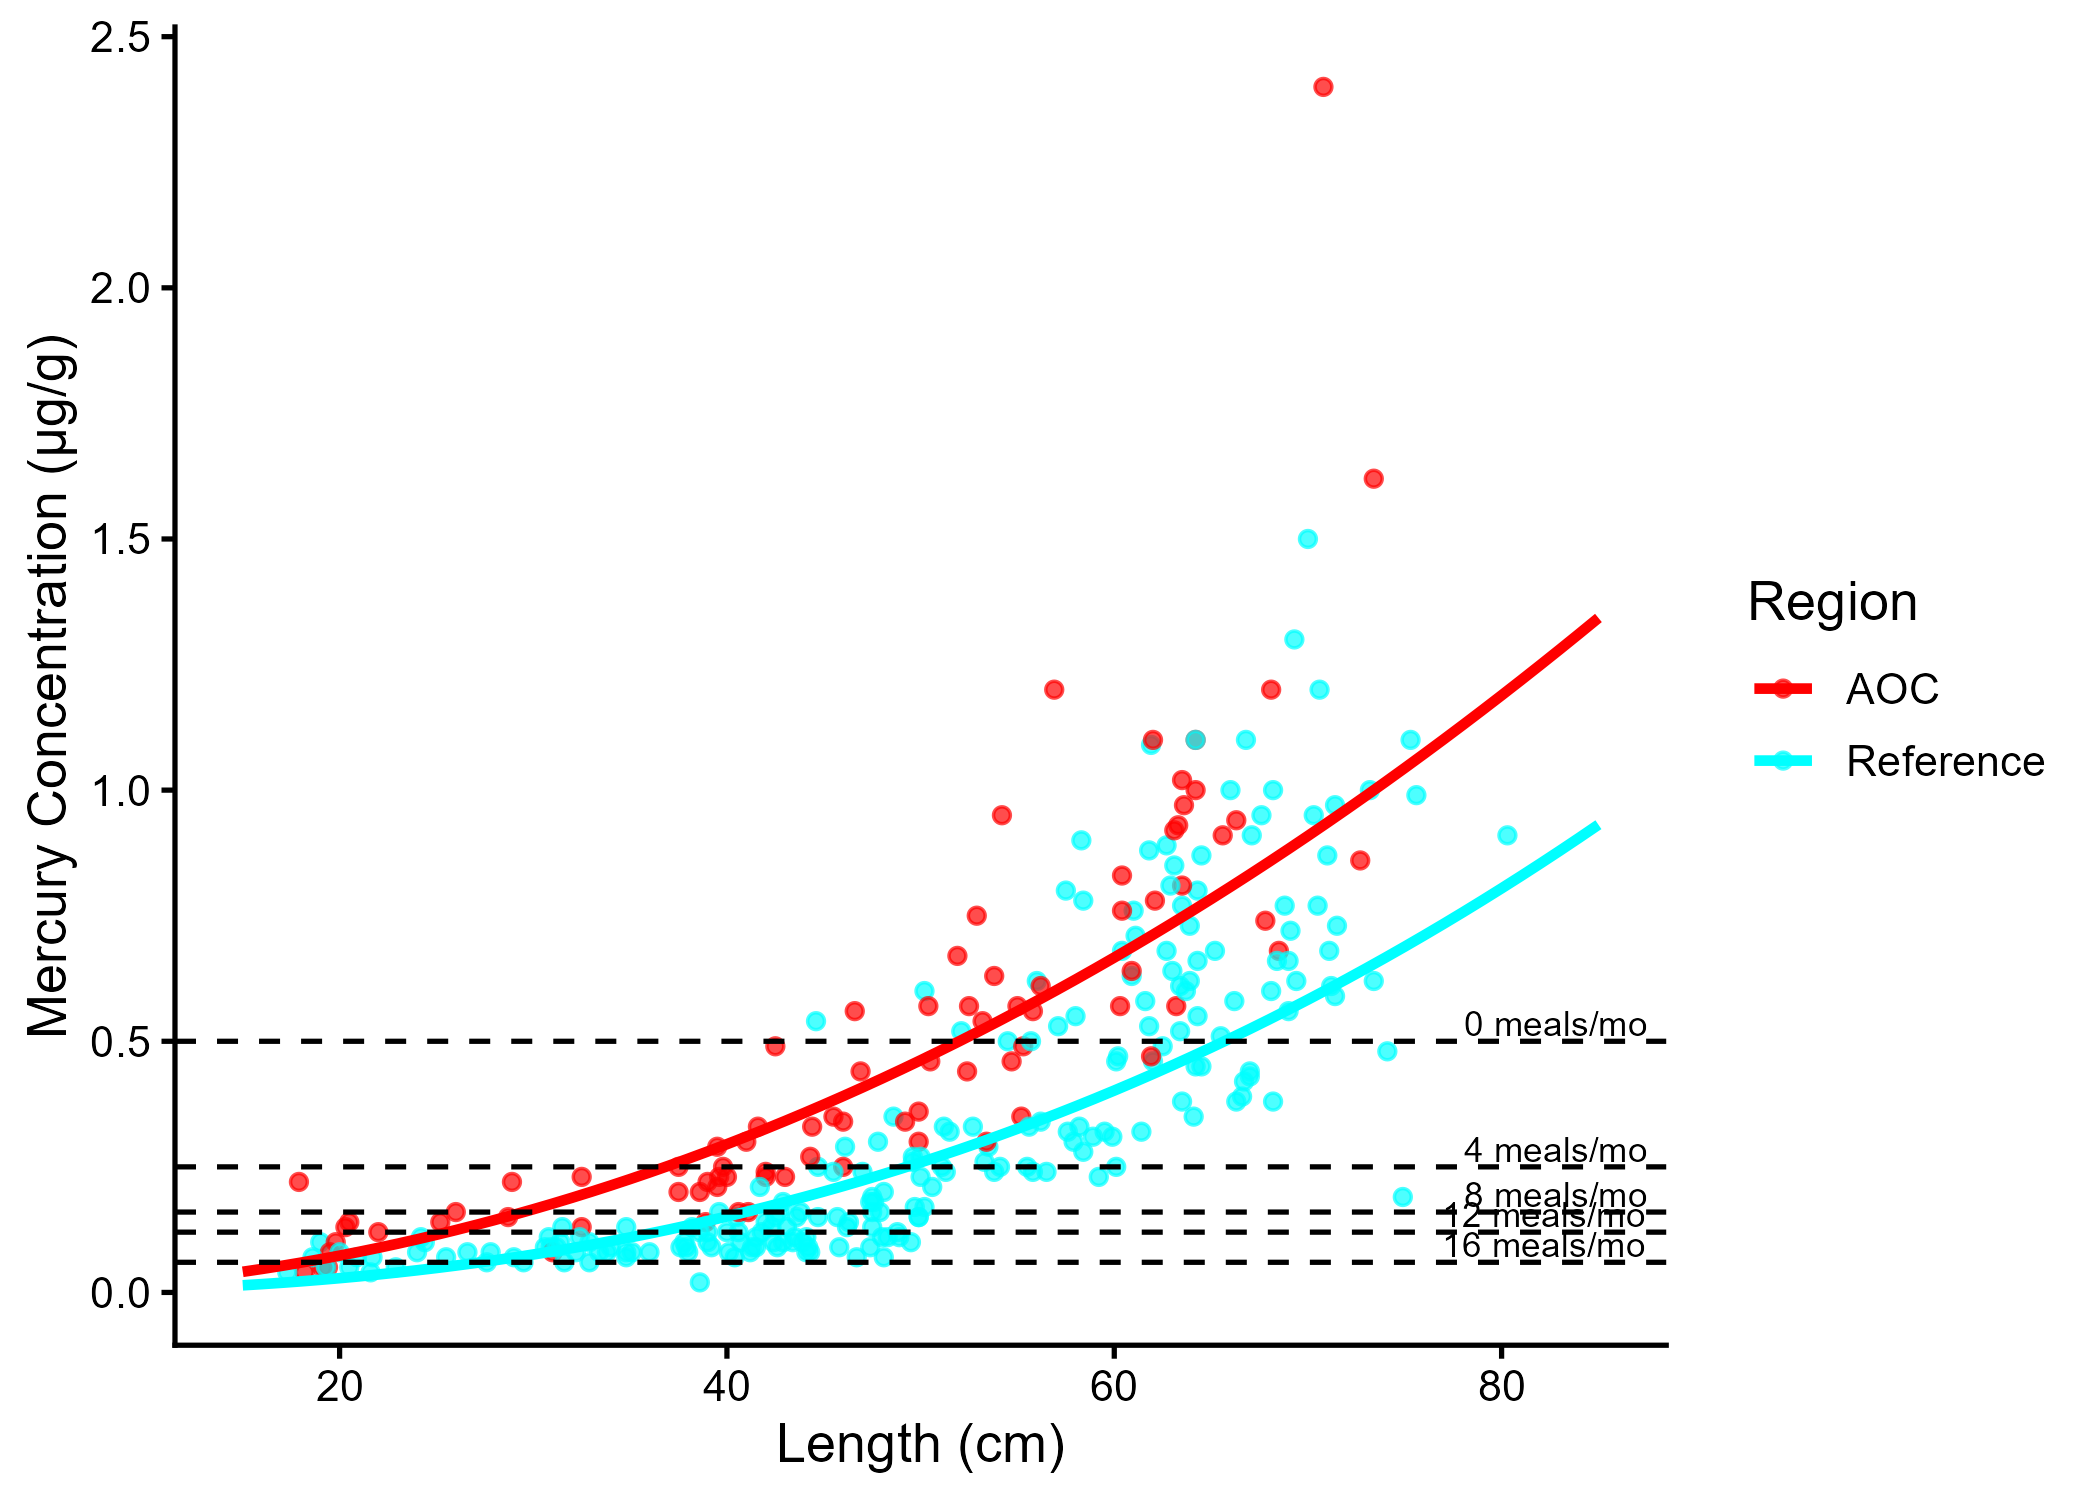 2.5
2.0
1.5
1.0
0.5
0.0
Mercury Concentration (µg/g)
0 meals/mo
4 meals/mo
8 meals/mo
12 meals/mo
16 meals/mo
20
40
60
80
Length (cm)
Region
AOC
Reference